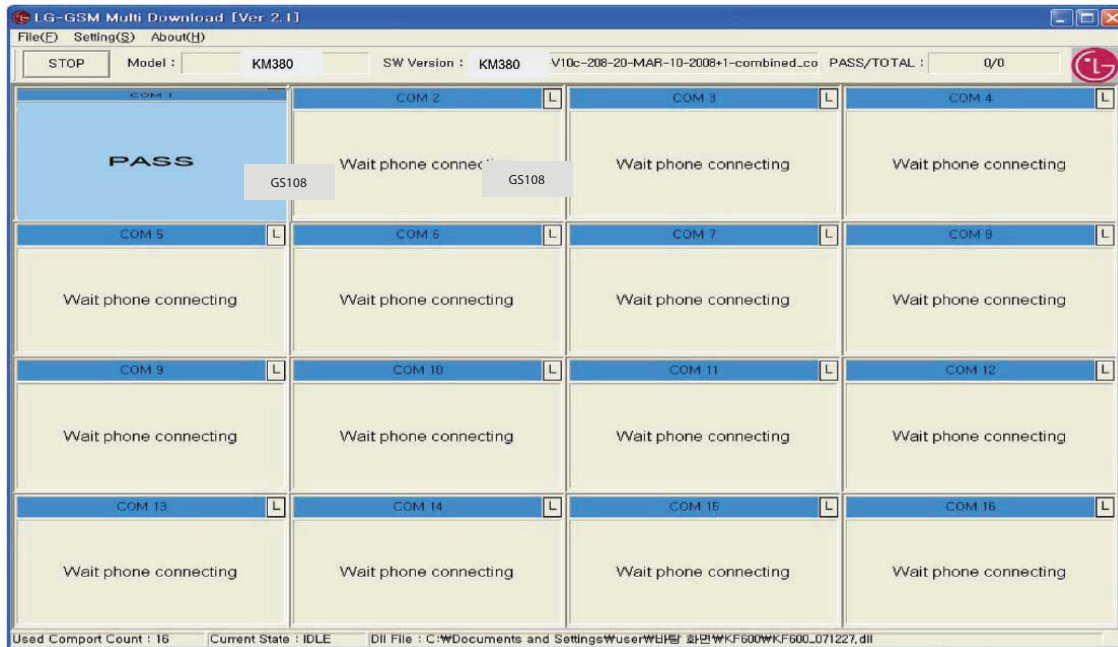 LG-GSM Multi Download [Ver 2.1]
File(F) Setting(S) About(H)
STOP Model : KM380 SW Version : KM380 -V10c-208-20-MAR-10-2008+1-combined_co PASS/TOTAL : 0/0 LG
COM 1 COM 2 L COM 3 L COM 4 L
PASS Wait phone connecting Wait phone connecting
GS108 GS108
COM 5 L COM 6 L COM 7 L COM 8 L
Wait phone connecting Wait phone connecting Wait phone connecting Wait phone connecting
COM 9 L COM 10 L COM 11 L COM 12 L
Wait phone connecting Wait phone connecting Wait phone connecting Wait phone connecting
COM 13 L COM 14 L COM 15 L COM 16 L
Wait phone connecting Wait phone connecting Wait phone connecting Wait phone connecting
Used Comport Count : 16 Current State : IDLE Dll File : C:₩Documents and Settings₩user₩바탕 화면₩KF600₩KF600_071227.dll